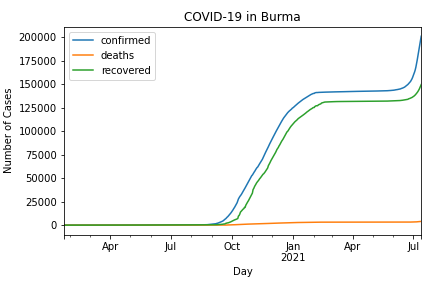 COVID-19 in Burma
confirmed
deaths
recovered
Number of Cases
200000
175000
150000
125000
100000
75000
50000
25000
0
Apr Jul Oct Jan Apr Jul
2021
Day